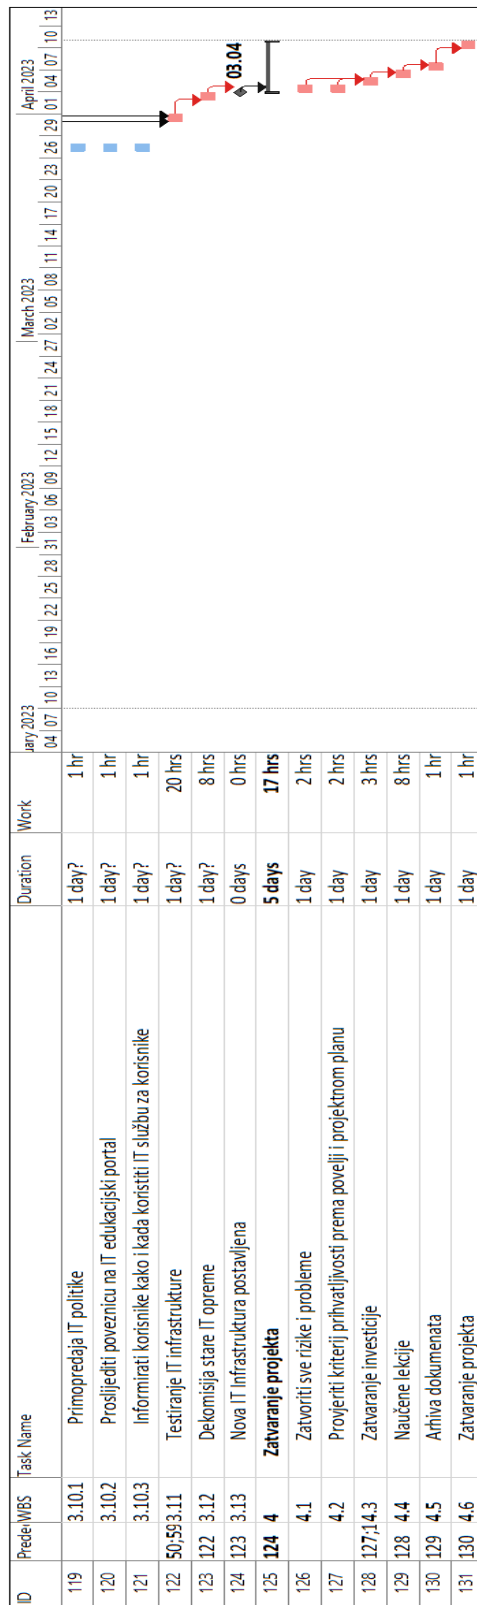 ID Prede WBS Task Name Duration Work
uary 2023 February 2023 March 2023 April 2023
04 07 10 13 16 19 22 25 28 31 03 06 09 12 15 18 21 24 27 02 05 08 11 14 17 20 23 26 29 01 04 07 10 13
119 3.10.1 Primopredaja IT politike 1 day? 1 hr
120 3.10.2 Proslijediti poveznicu na IT edukacijski portal 1 day? 1 hr
121 3.10.3 Informirati korisnike kako i kada koristiti IT službu za korisnike 1 day? 1 hr
122 50;59 3.11 Testiranje IT infrastrukture 1 day? 20 hrs
123 122 3.12 Dekomisija stare IT opreme 1 day? 8 hrs
124 123 3.13 Nova IT Infrastruktura postavljena 0 days 0 hrs 03.04
125 124 4 Zatvaranje projekta 5 days 17 hrs
126 4.1 Zatvoriti sve rizike i probleme 1 day 2 hrs
127 4.2 Provjeriti kriterij prihvatljivosti prema povelji i projektnom planu 1 day 2 hrs
128 127;1 4.3 Zatvaranje investicije 1 day 3 hrs
129 128 4.4 Naučene lekcije 1 day 8 hrs
130 129 4.5 Arhiva dokumenata 1 day 1 hr
131 130 4.6 Zatvaranje projekta 1 day 1 hr